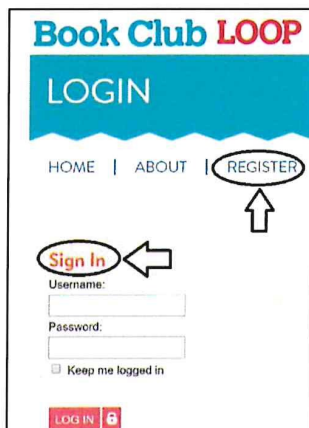 Book Club LOOP
LOGIN
HOME | ABOUT | REGISTER
Sign In
Username:
Password:
Keep me logged in
LOG IN